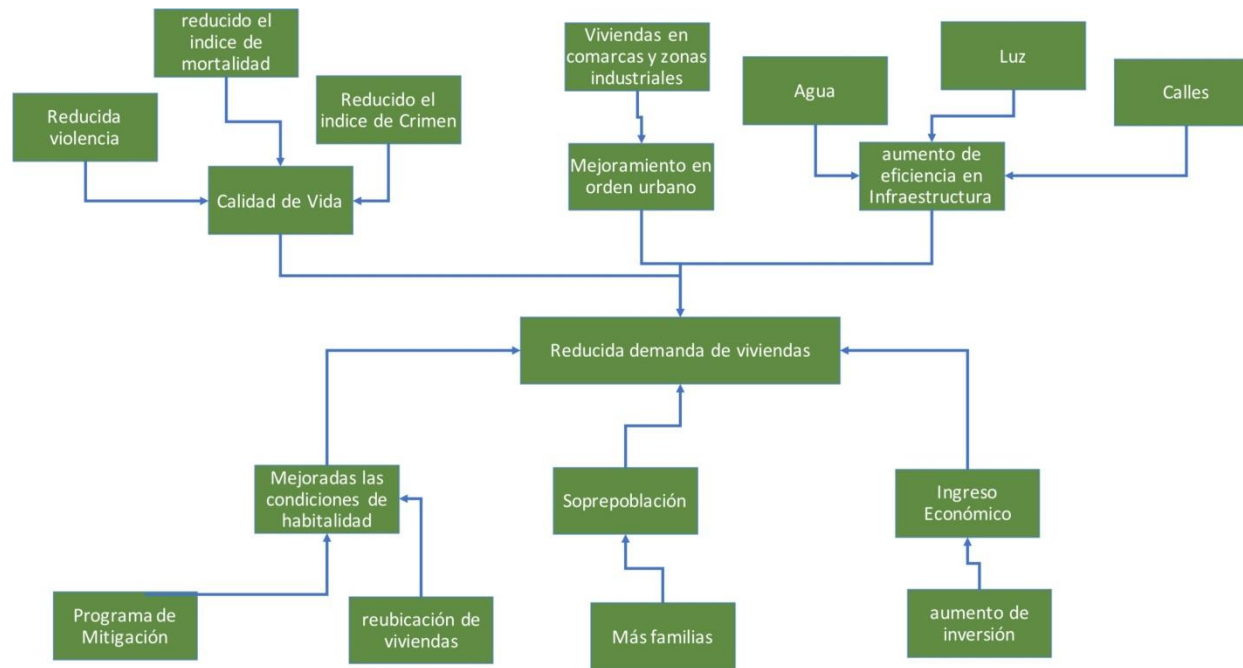 reducido el
indice de
mortalidad
Reducida
violencia
Reducido el
indice de Crimen
Calidad de Vida
Viviendas en
comarcas y zonas
industriales
Mejoramiento en
orden urbano
Agua
Luz
Calles
aumento de
eficiencia en
Infraestructura
Reducida demanda de viviendas
Mejoradas las
condiciones de
habitalidad
Soprepoblación
Ingreso
Económico
Programa de
Mitigación
reubicación de
viviendas
Más familias
aumento de
inversión